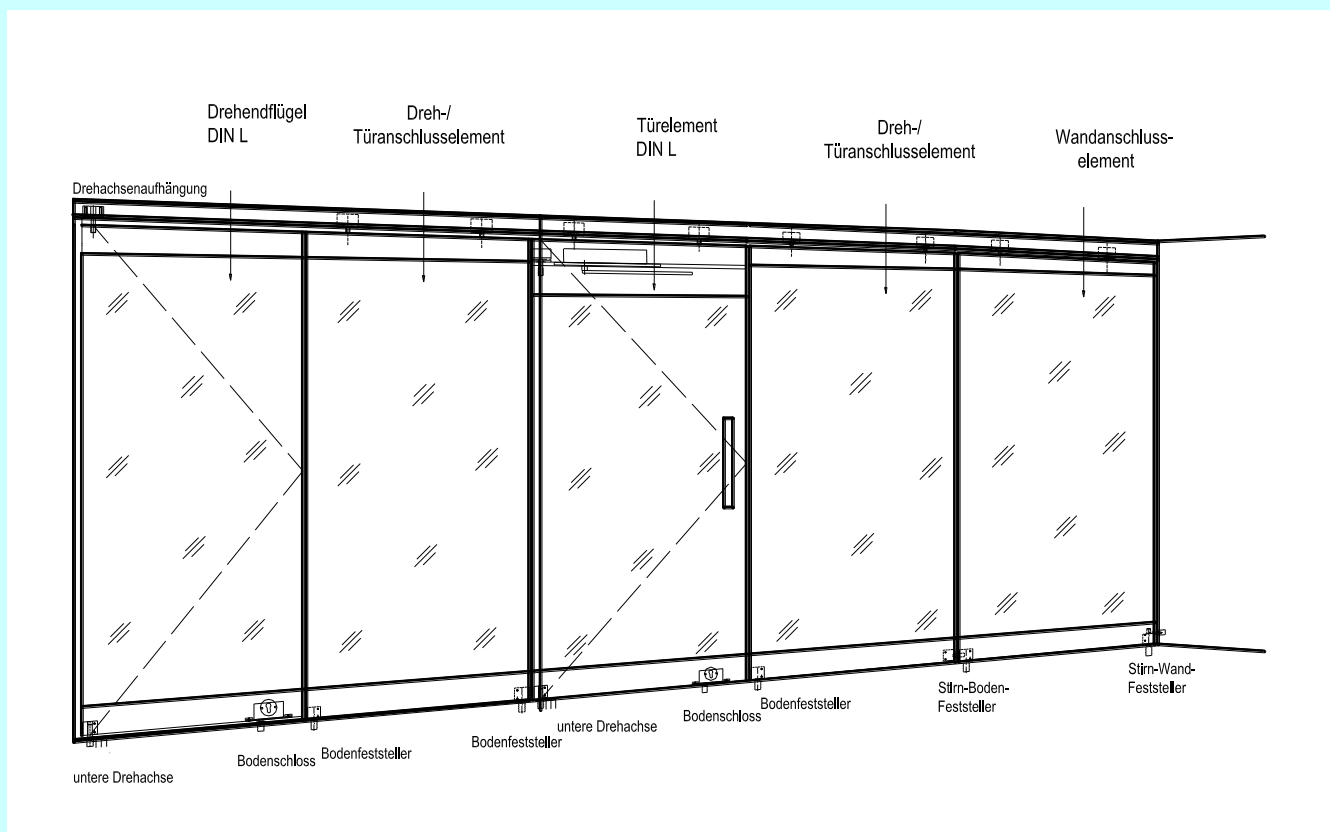 Drehendflügel
DIN L
Dreh-/
Türanschlusselement
Türelement
DIN L
Dreh-/
Türanschlusselement
Wandanschluss-
element
Drehachsenaufhängung
untere Drehachse
Bodenschloss
Bodenfeststeller
Bodenfeststeller
untere Drehachse
Bodenschloss
Bodenfeststeller
Stirn-Boden-
Feststeller
Stirn-Wand-
Feststeller